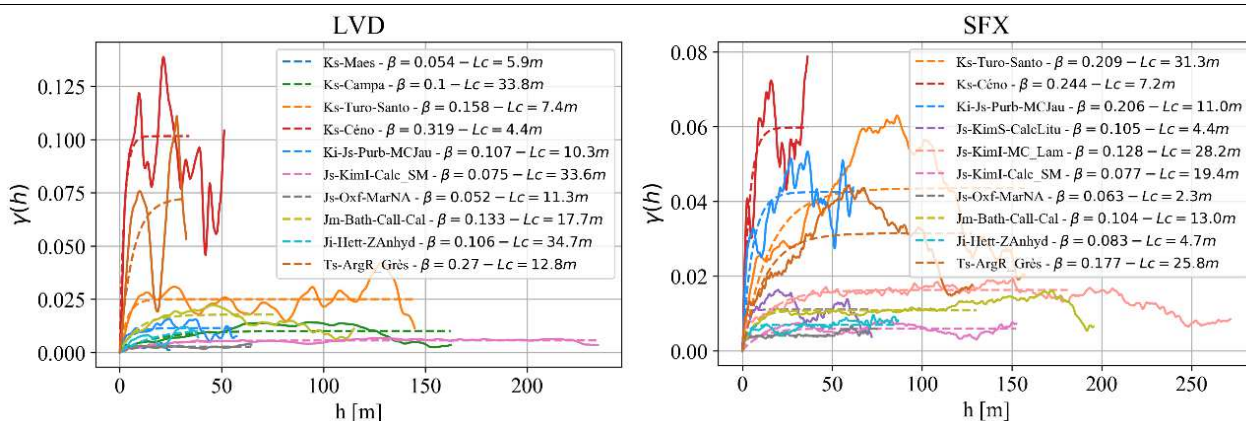 LVD
γ(h)
0.125
0.100
0.075
0.050
0.025
0.000
Ks-Maes - β = 0.054 − Lc = 5.9m
Ks-Campa - β = 0.1 − Lc = 33.8m
Ks-Turo-Santo - β = 0.158 − Lc = 7.4m
Ks-Céno - β = 0.319 − Lc = 4.4m
Ki-Js-Purb-MCJau - β = 0.107 − Lc = 10.3m
Js-KimI-Calc_SM - β = 0.075 − Lc = 33.6m
Js-Oxf-MarNA - β = 0.052 − Lc = 11.3m
Jm-Bath-Call-Cal - β = 0.133 − Lc = 17.7m
Ji-Hett-ZAnhyd - β = 0.106 − Lc = 34.7m
Ts-ArgR_Grès - β = 0.27 − Lc = 12.8m
0 50 100 150 200
h [m]
SFX
γ(h)
0.08
0.06
0.04
0.02
0.00
Ks-Turo-Santo - β = 0.209 − Lc = 31.3m
Ks-Céno - β = 0.244 − Lc = 7.2m
Ki-Js-Purb-MCJau - β = 0.206 − Lc = 11.0m
Js-KimS-CalcLitu - β = 0.105 − Lc = 4.4m
Js-KimI-MC_Lam - β = 0.128 − Lc = 28.2m
Js-KimI-Calc_SM - β = 0.077 − Lc = 19.4m
Js-Oxf-MarNA - β = 0.063 − Lc = 2.3m
Jm-Bath-Call-Cal - β = 0.104 − Lc = 13.0m
Ji-Hett-ZAnhyd - β = 0.083 − Lc = 4.7m
Ts-ArgR_Grès - β = 0.177 − Lc = 25.8m
0 50 100 150 200 250
h [m]